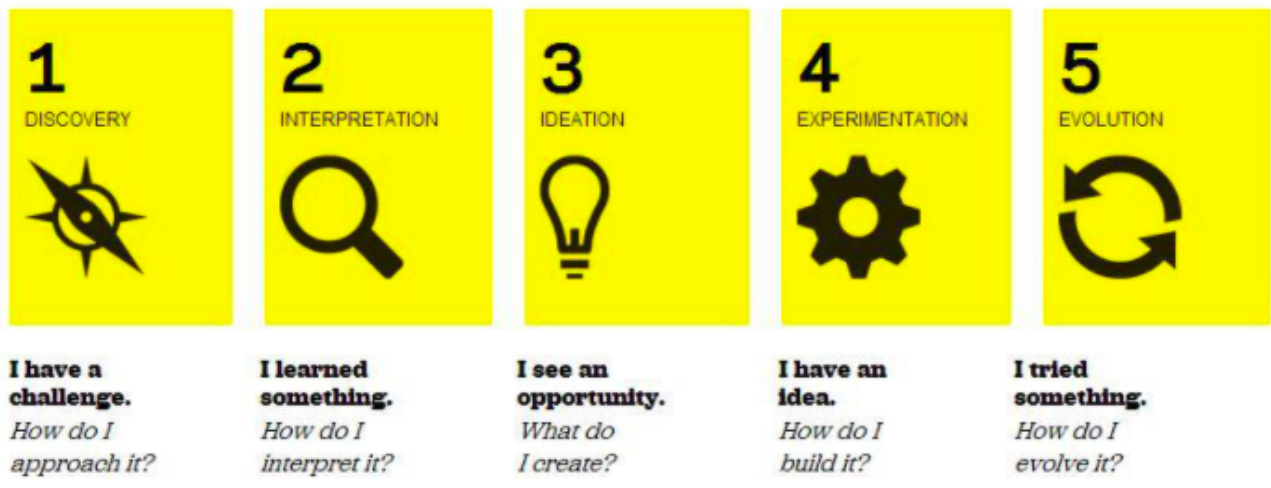 1
DISCOVERY
I have a
challenge.
How do I
approach it?
2
INTERPRETATION
I learned
something.
How do I
interpret it?
3
IDEATION
I see an
opportunity.
What do
I create?
4
EXPERIMENTATION
I have an
idea.
How do I
build it?
5
EVOLUTION
I tried
something.
How do I
evolve it?